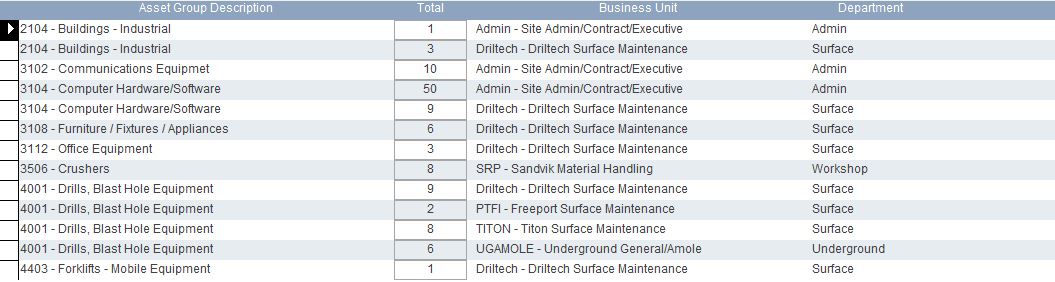 Asset Group Description Total Business Unit Department
2104 - Buildings - Industrial 1 Admin - Site Admin/Contract/Executive Admin
2104 - Buildings - Industrial 3 Driltech - Driltech Surface Maintenance Surface
3102 - Communications Equipmet 10 Admin - Site Admin/Contract/Executive Admin
3104 - Computer Hardware/Software 50 Admin - Site Admin/Contract/Executive Admin
3104 - Computer Hardware/Software 9 Driltech - Driltech Surface Maintenance Surface
3108 - Furniture / Fixtures / Appliances 6 Driltech - Driltech Surface Maintenance Surface
3112 - Office Equipment 3 Driltech - Driltech Surface Maintenance Surface
3506 - Crushers 8 SRP - Sandvik Material Handling Workshop
4001 - Drills, Blast Hole Equipment 9 Driltech - Driltech Surface Maintenance Surface
4001 - Drills, Blast Hole Equipment 2 PTFI - Freeport Surface Maintenance Surface
4001 - Drills, Blast Hole Equipment 8 TITON - Titon Surface Maintenance Surface
4001 - Drills, Blast Hole Equipment 6 UGAMOLE - Underground General/Amole Underground
4403 - Forklifts - Mobile Equipment 1 Driltech - Driltech Surface Maintenance Surface